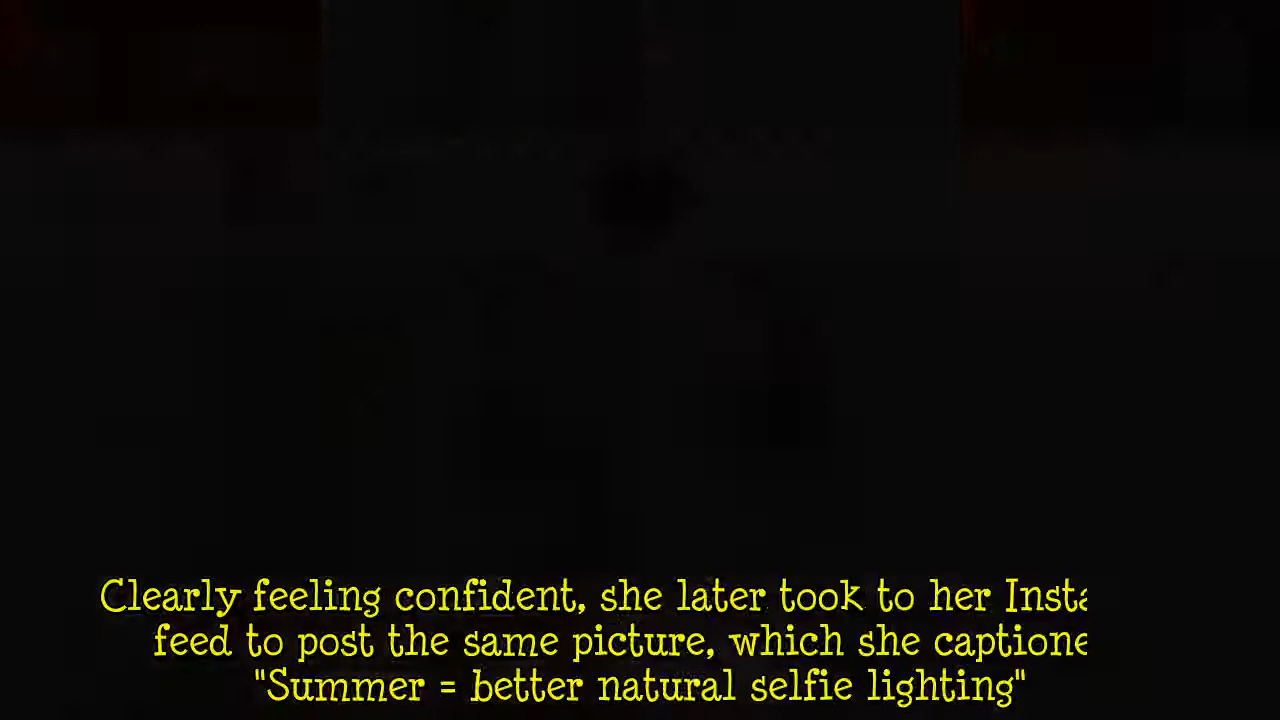 Clearly feeling confident, she later took to her Insta
feed to post the same picture, which she captione
"Summer = better natural selfie lighting"